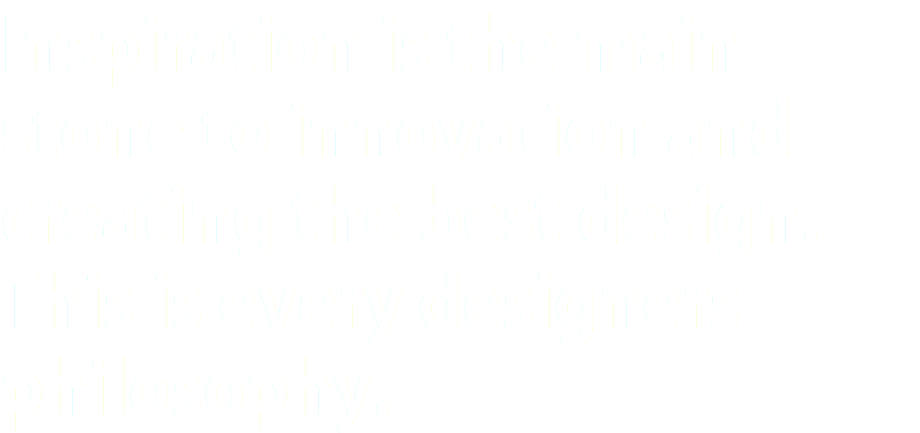 Inspiration is the main
stone to innovation and
creating the best design.
This is every designers
philosophy.